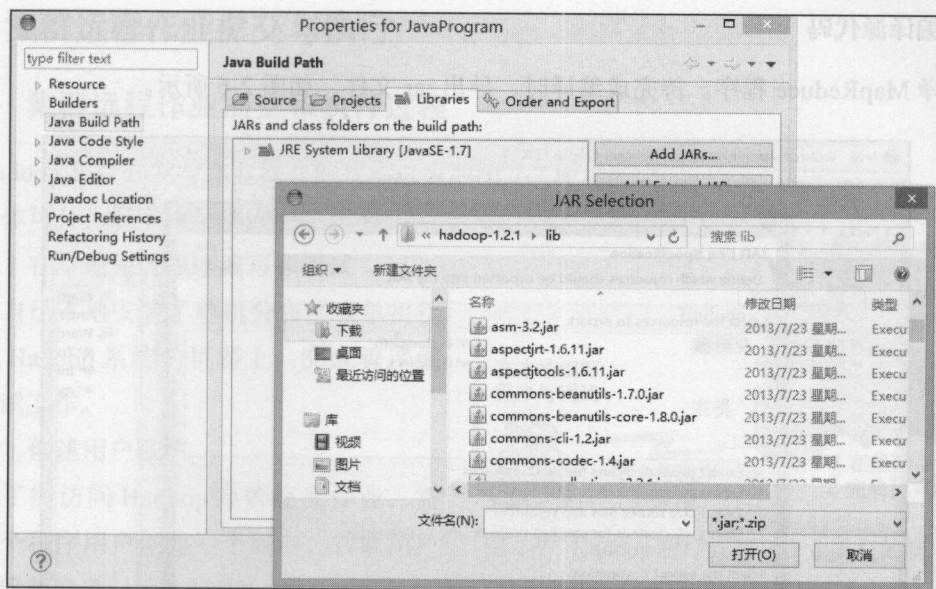 Properties for JavaProgram
type filter text
Resource
Builders
Java Build Path
Java Code Style
Java Compiler
Java Editor
Javadoc Location
Project References
Refactoring History
Run/Debug Settings
Java Build Path
Source
Projects
Libraries
Order and Export
JARs and class folders on the build path:
JRE System Library [JavaSE-1.7]
Add JARs...
JAR Selection
« hadoop-1.2.1 › lib
搜索 lib
组织
新建文件夹
收藏夹
下载
桌面
最近访问的位置
库
视频
图片
文档
名称 修改日期 类型
asm-3.2.jar 2013/7/23 星期... Execu
aspectjrt-1.6.11.jar 2013/7/23 星期... Execu
aspectjtools-1.6.11.jar 2013/7/23 星期... Execu
commons-beanutils-1.7.0.jar 2013/7/23 星期... Execu
commons-beanutils-core-1.8.0.jar 2013/7/23 星期... Execu
commons-cli-1.2.jar 2013/7/23 星期... Execu
commons-codec-1.4.jar 2013/7/23 星期... Execu
文件名(N):
*.jar;*.zip
打开(O)
取消